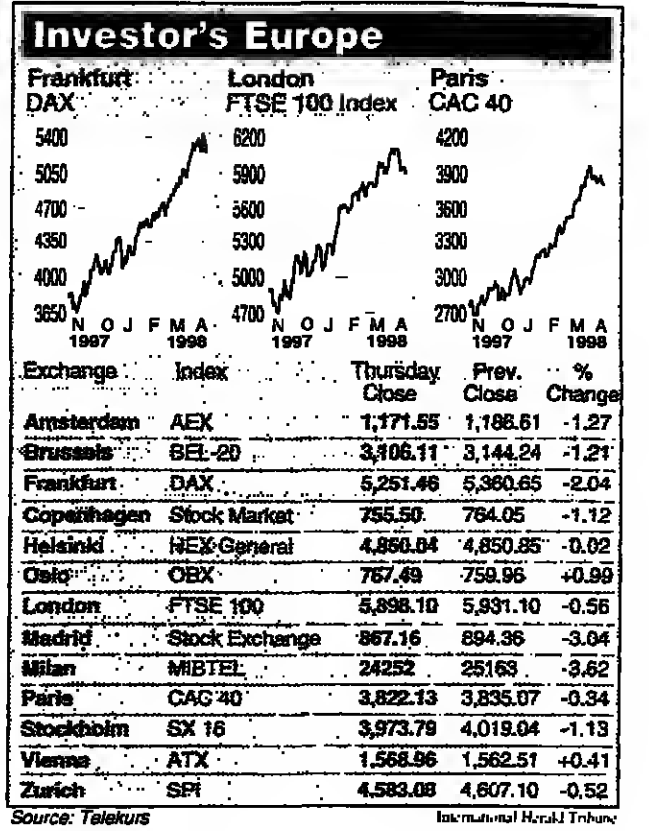 Investor's Europe
Frankfurt London Paris
DAX FTSE 100 Index CAC 40
5400 6200 4200
5050 5900 3900
4700 5600 3600
4350 5300 3300
4000 5000 3000
3650 4700 2700
N O J F M A N O J F M A N O J F M A
1997 1998 1997 1998 1997 1998
Exchange Index Thursday Prev. %
Close Close Change
Amsterdam AEX 1,171.55 1,186.61 -1.27
Brussels BEL-20 3,106.11 3,144.24 -1.21
Frankfurt DAX 5,251.46 5,360.65 -2.04
Copenhagen Stock Market 755.50 764.05 -1.12
Helsinki HEX General 4,850.04 4,850.85 -0.02
Oslo OBX 767.49 759.96 +0.99
London FTSE 100 5,898.10 5,931.10 -0.56
Madrid Stock Exchange 867.16 894.36 -3.04
Milan MIBTEL 24252 25163 -3.62
Paris CAC 40 3,822.13 3,835.07 -0.34
Stockholm SX 16 3,973.79 4,019.04 -1.13
Vienna ATX 1,568.96 1,562.51 +0.41
Zurich SPI 4,583.08 4,607.10 -0.52
Source: Telekurs International Herald Tribune